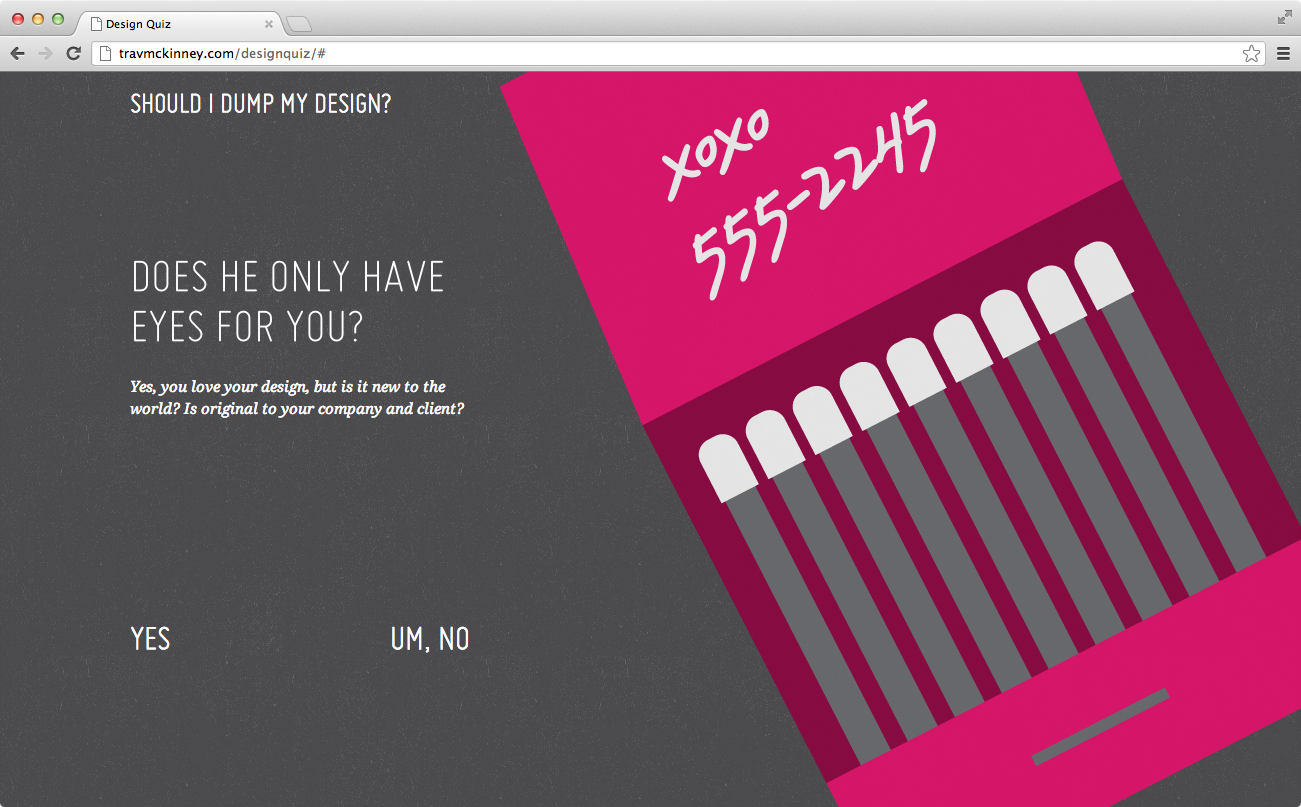 Design Quiz
travmckinney.com/designquiz/#
SHOULD I DUMP MY DESIGN?
xoxo
555-2245
DOES HE ONLY HAVE
EYES FOR YOU?
Yes, you love your design, but is it new to the
world? Is original to your company and client?
YES
UM, NO